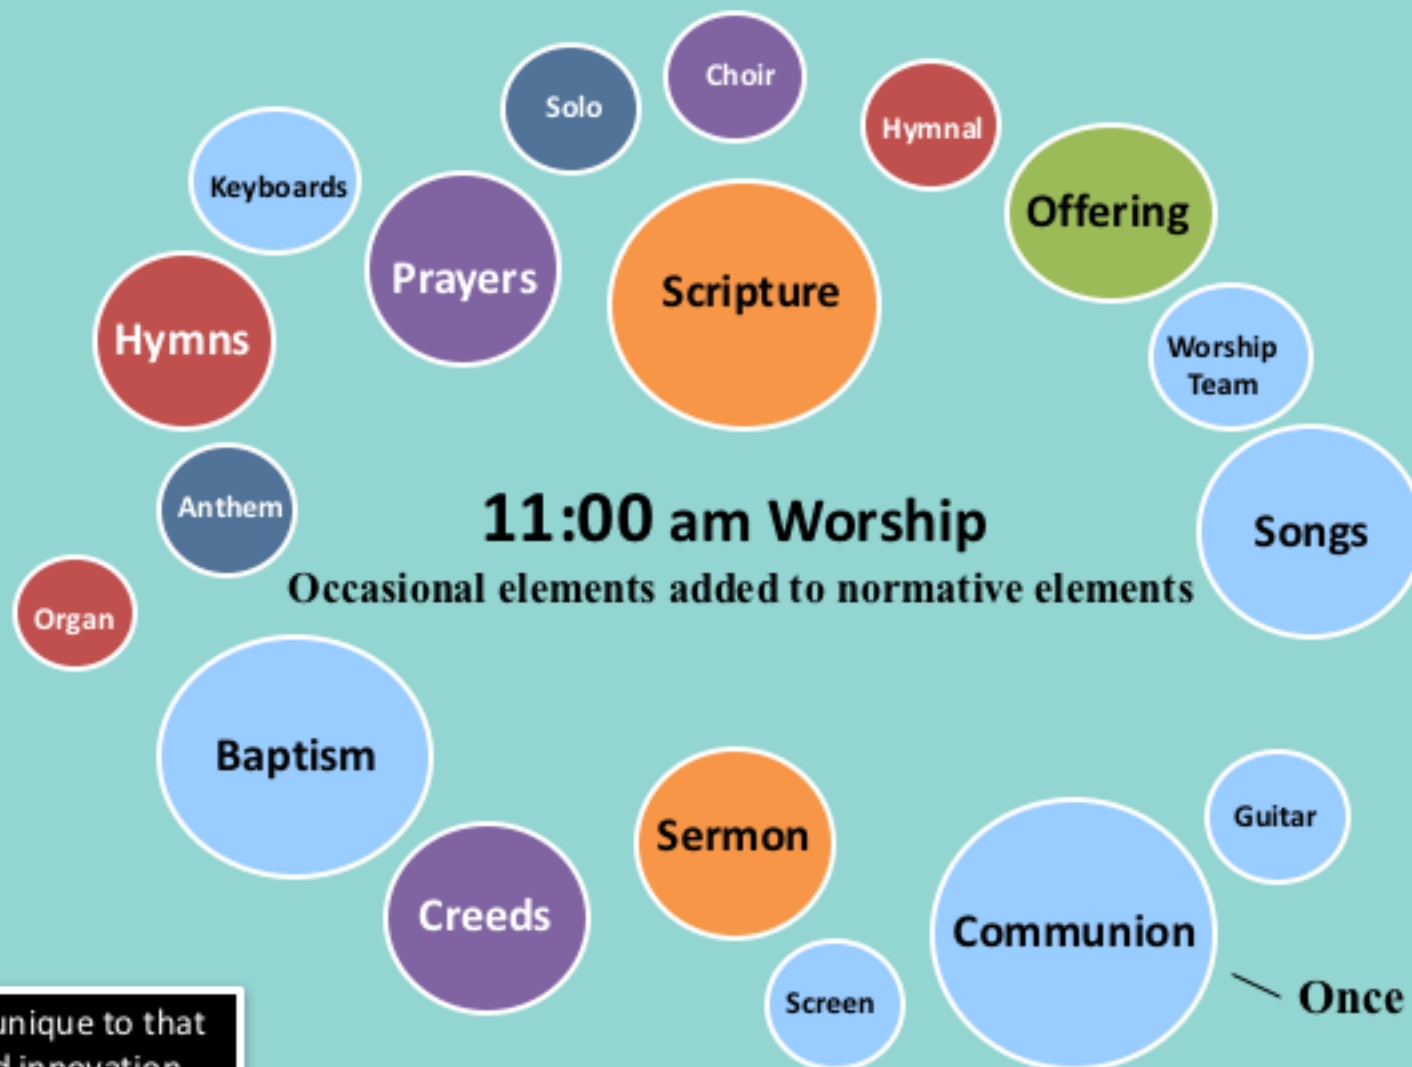 Choir
Solo
Hymnal
Keyboards
Offering
Prayers
Scripture
Hymns
Worship
Team
Anthem
11:00 am Worship
Songs
Occasional elements added to normative elements
Organ
Baptism
Sermon
Guitar
Creeds
Communion
Screen
Once
unique to that
d innovation